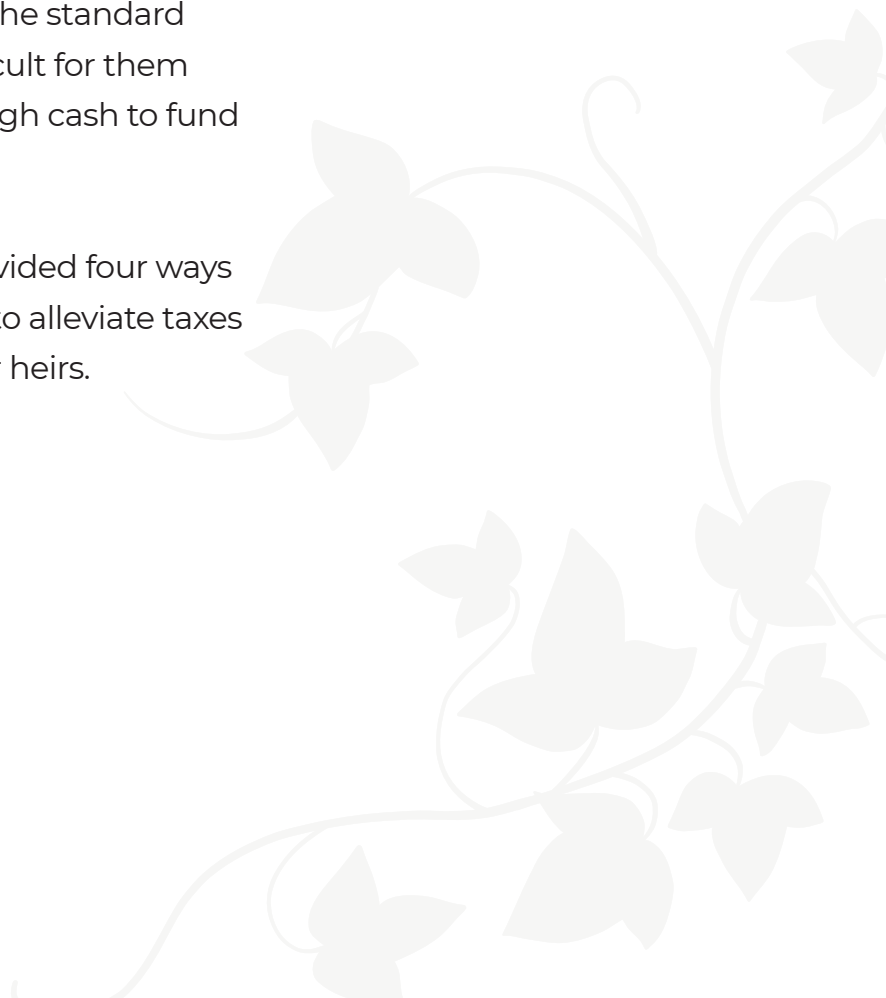 he standard
cult for them
gh cash to fund
vided four ways
to alleviate taxes
heirs.